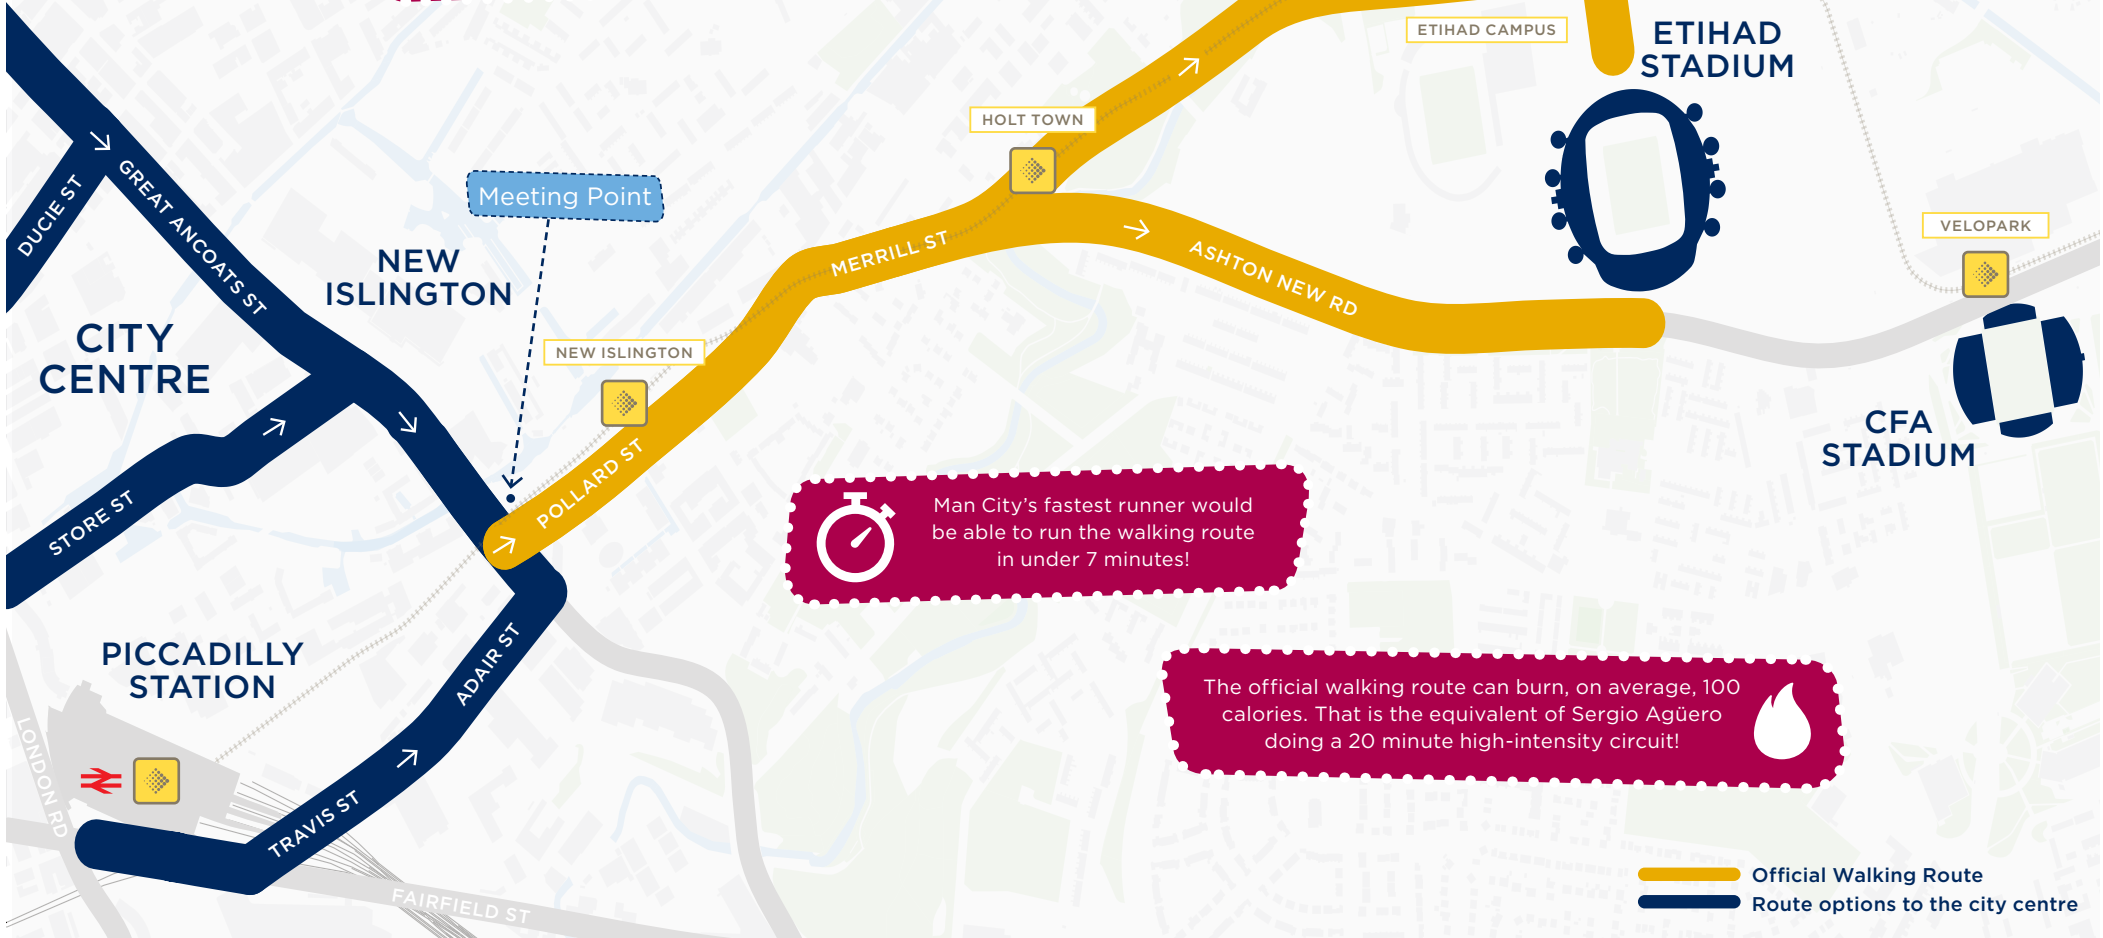 ETIHAD CAMPUS
ETIHAD
STADIUM
HOLT TOWN
DUCIE ST
GREAT ANCOATS ST
Meeting Point
NEW
ISLINGTON
MERRILL ST
ASHTON NEW RD
VELOPARK
CITY
CENTRE
NEW ISLINGTON
POLLARD ST
CFA
STADIUM
STORE ST
Man City’s fastest runner would
be able to run the walking route
in under 7 minutes!
PICCADILLY
STATION
ADAIR ST
The official walking route can burn, on average, 100
calories. That is the equivalent of Sergio Agüero
doing a 20 minute high-intensity circuit!
LONDON RD
TRAVIS ST
FAIRFIELD ST
Official Walking Route
Route options to the city centre